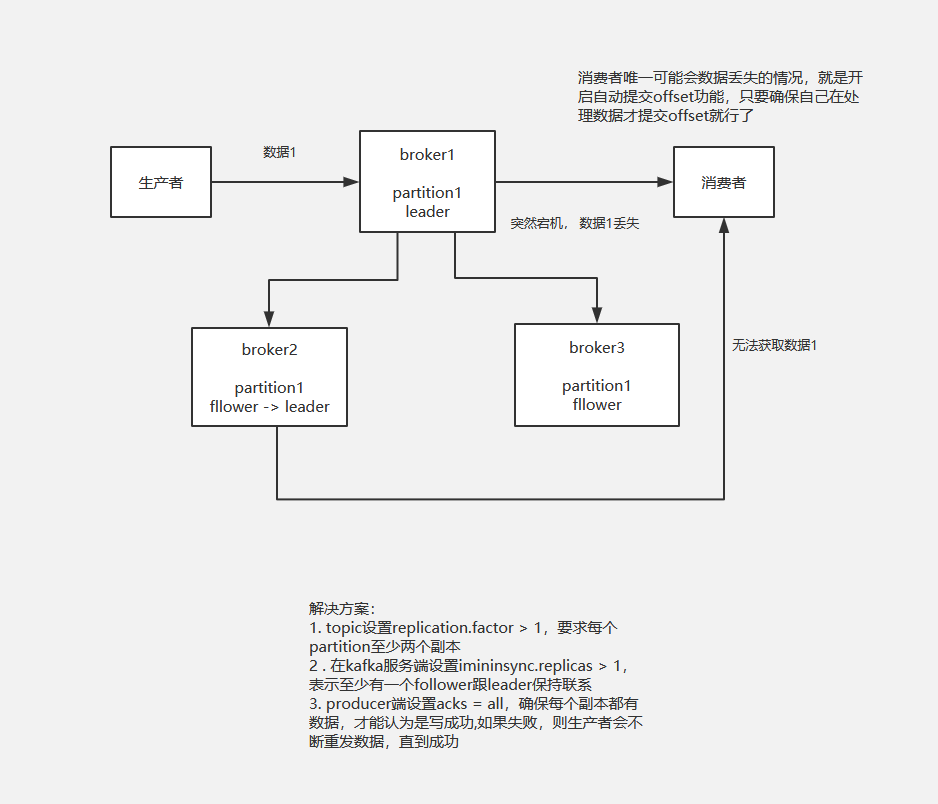 消费者唯一可能会数据丢失的情况，就是开
启自动提交offset功能，只要确保自己在处
理数据才提交offset就行了
生产者
数据1
broker1
partition1
leader
消费者
突然宕机， 数据1丢失
broker2
partition1
fllower -> leader
broker3
partition1
fllower
无法获取数据1
解决方案：
1. topic设置replication.factor > 1，要求每个
partition至少两个副本
2 . 在kafka服务端设置imininsync.replicas > 1，
表示至少有一个follower跟leader保持联系
3. producer端设置acks = all，确保每个副本都有
数据，才能认为是写成功,如果失败，则生产者会不
断重发数据，直到成功